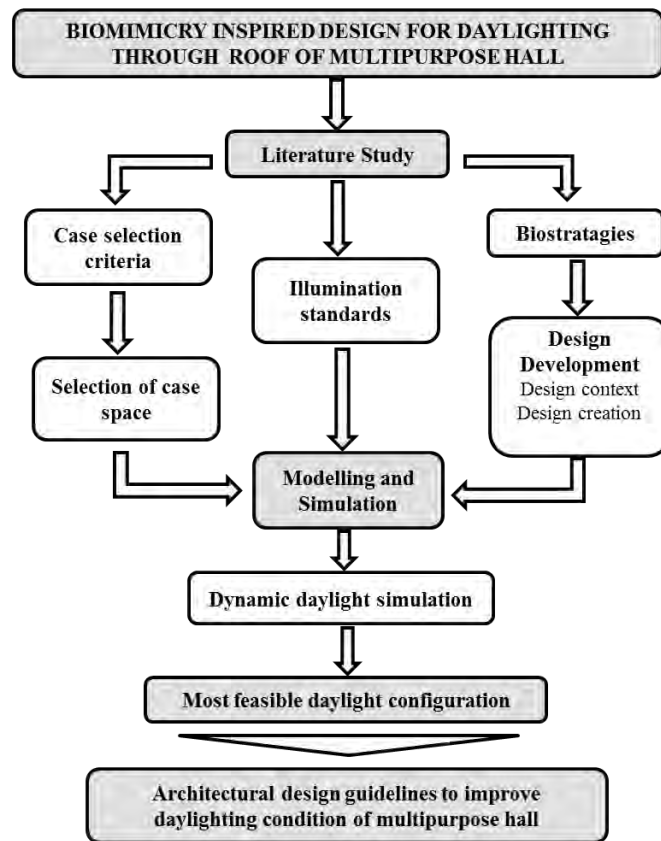 BIOMIMICRY INSPIRED DESIGN FOR DAYLIGHTING
THROUGH ROOF OF MULTIPURPOSE HALL
Literature Study
Case selection
criteria
Illumination
standards
Biostratagies
Selection of case
space
Design
Development
Design context
Design creation
Modelling and
Simulation
Dynamic daylight simulation
Most feasible daylight configuration
Architectural design guidelines to improve
daylighting condition of multipurpose hall